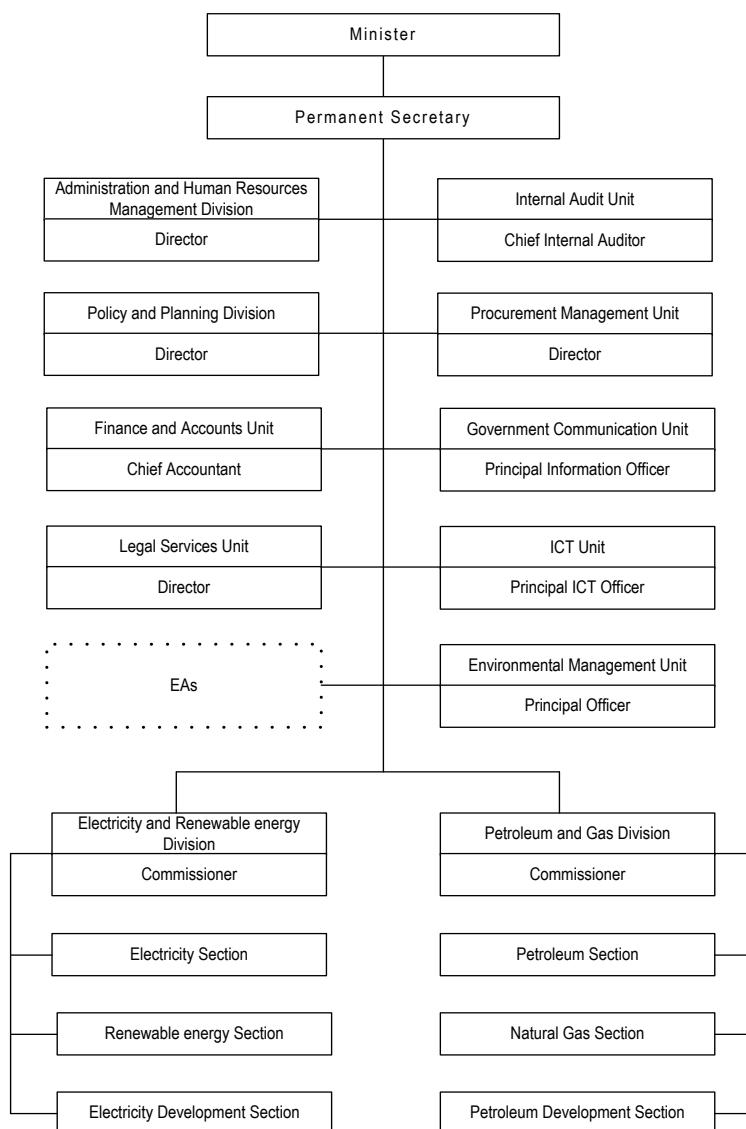 Minister
Permanent Secretary
Administration and Human Resources
Management Division
Director
Internal Audit Unit
Chief Internal Auditor
Policy and Planning Division
Director
Procurement Management Unit
Director
Finance and Accounts Unit
Chief Accountant
Government Communication Unit
Principal Information Officer
Legal Services Unit
Director
ICT Unit
Principal ICT Officer
EAs
Environmental Management Unit
Principal Officer
Electricity and Renewable energy
Division
Commissioner
Petroleum and Gas Division
Commissioner
Electricity Section
Petroleum Section
Renewable energy Section
Natural Gas Section
Electricity Development Section
Petroleum Development Section